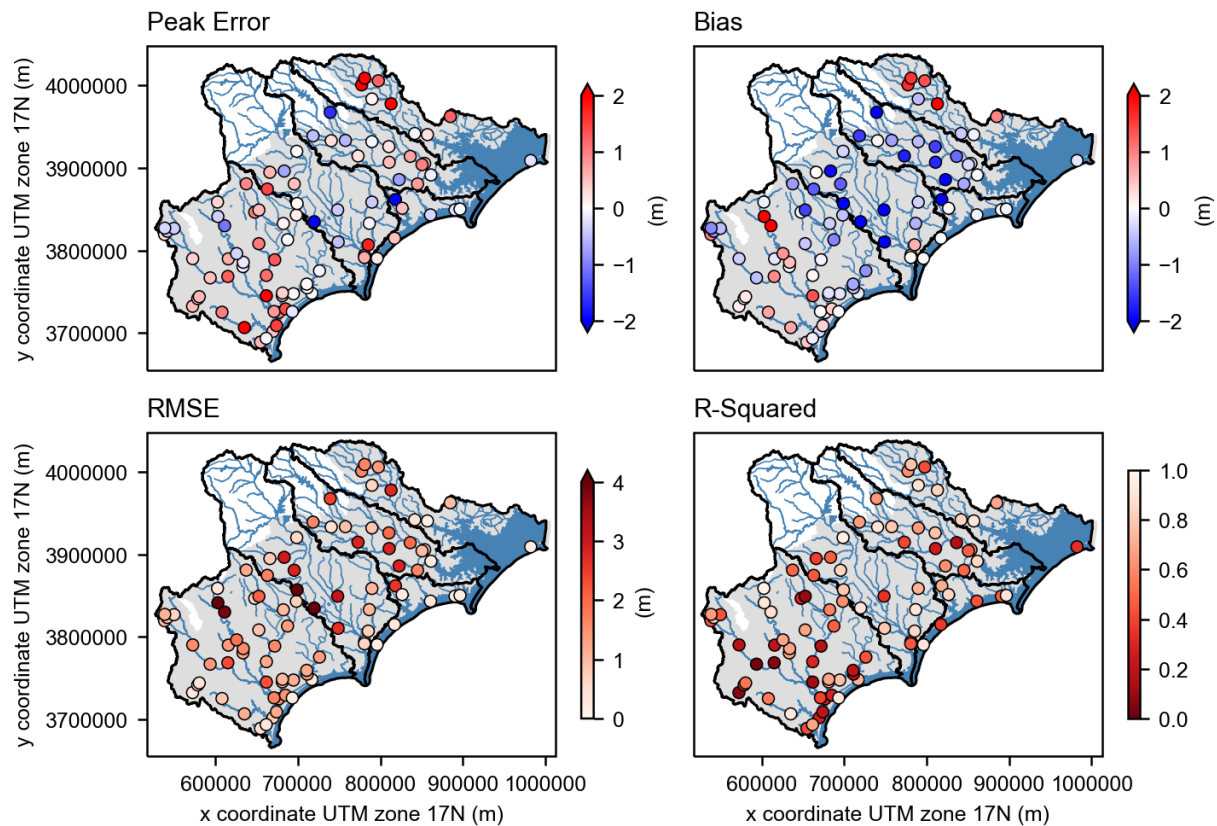 Peak Error
Bias
y coordinate UTM zone 17N (m)
4000000
3900000
3800000
3700000
2
1
0
−1
−2
(m)
2
1
0
−1
−2
(m)
RMSE
R-Squared
y coordinate UTM zone 17N (m)
4000000
3900000
3800000
3700000
4
3
2
1
0
(m)
1.0
0.8
0.6
0.4
0.2
0.0
600000 700000 800000 900000 1000000
600000 700000 800000 900000 1000000
x coordinate UTM zone 17N (m)
x coordinate UTM zone 17N (m)